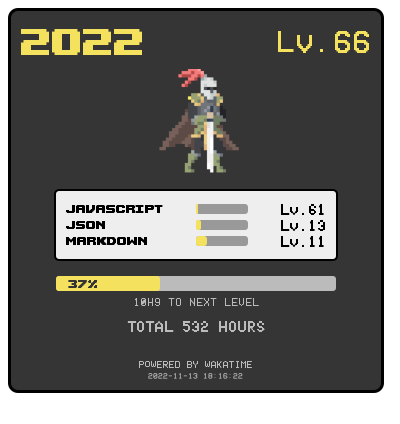 2022 Lv.66
JAVASCRIPT Lv.61
JSON Lv.13
MARKDOWN Lv.11
37%
10H9 TO NEXT LEVEL
TOTAL 532 HOURS
POWERED BY WAKATIME
2022-11-13 18:16:22